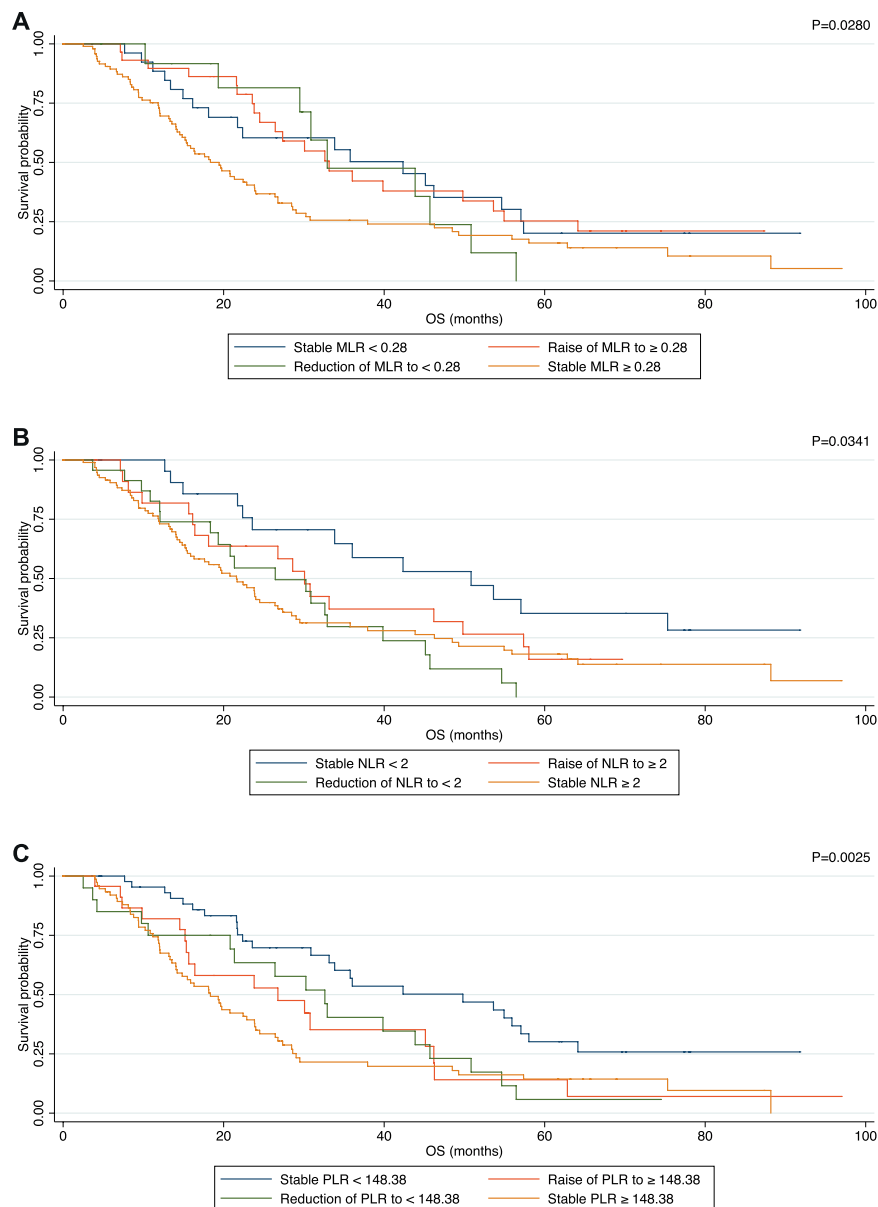 A
P=0.0280
Survival probability
1.00
0.75
0.50
0.25
0.00
0 20 40 60 80 100
OS (months)
Stable MLR < 0.28 Raise of MLR to ≥ 0.28
Reduction of MLR to < 0.28 Stable MLR ≥ 0.28
B
P=0.0341
Survival probability
1.00
0.75
0.50
0.25
0.00
0 20 40 60 80 100
OS (months)
Stable NLR < 2 Raise of NLR to ≥ 2
Reduction of NLR to < 2 Stable NLR ≥ 2
C
P=0.0025
Survival probability
1.00
0.75
0.50
0.25
0.00
0 20 40 60 80 100
OS (months)
Stable PLR < 148.38 Raise of PLR to ≥ 148.38
Reduction of PLR to < 148.38 Stable PLR ≥ 148.38